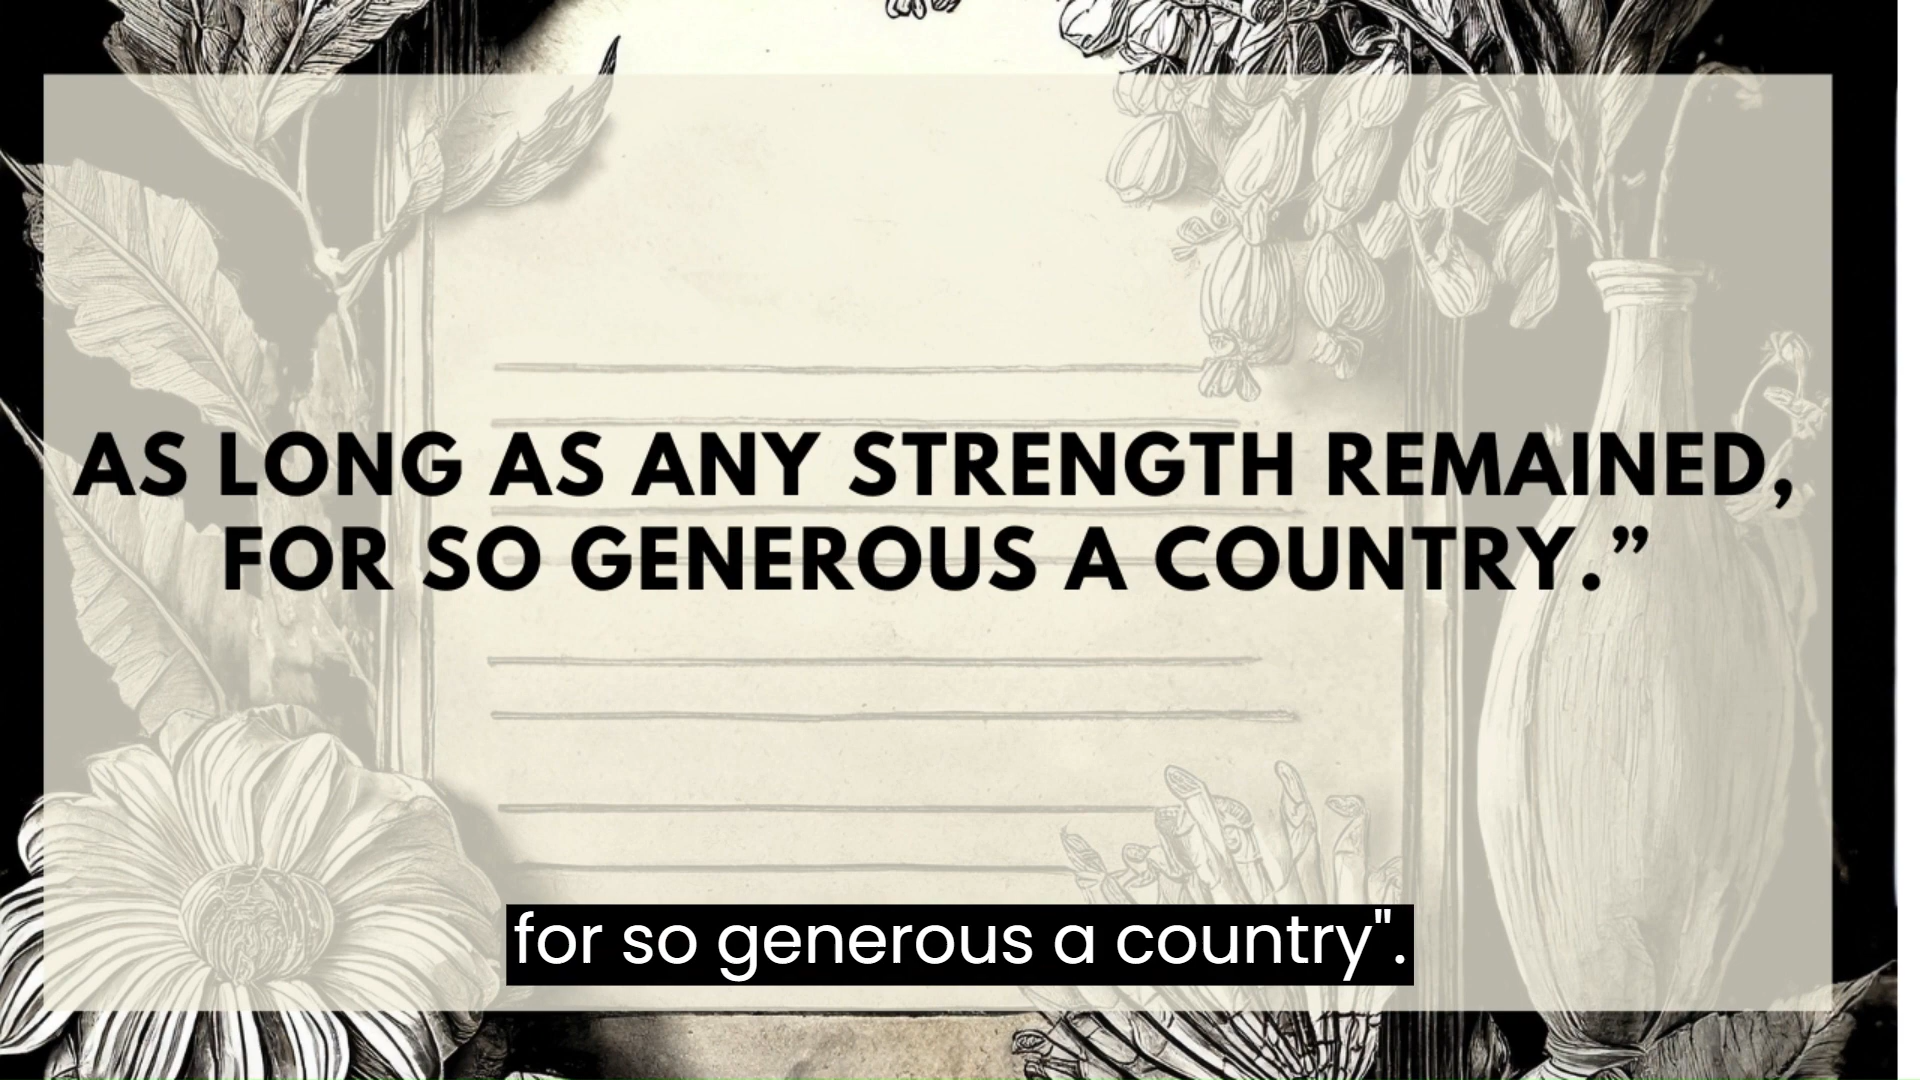 AS LONG AS ANY STRENGTH REMAINED,
FOR SO GENEROUS A COUNTRY.”
for so generous a country".